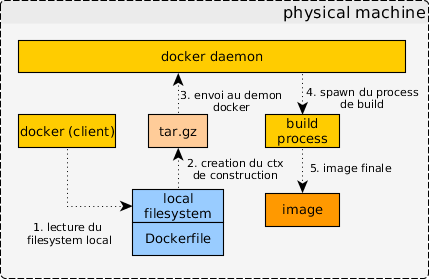 physical machine
docker daemon
3. envoi au demon
docker
4. spawn du process
de build
docker (client)
tar.gz
build
process
2. creation du ctx
de construction
5. image finale
local
filesystem
image
1. lecture du
filesystem local
Dockerfile